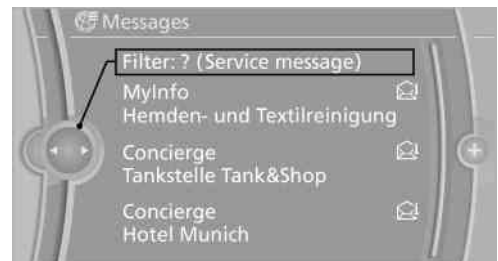 Messages
Filter: ? (Service message)
MyInfo
Hemden- und Textilreinigung
Concierge
Tankstelle Tank&Shop
Concierge
Hotel Munich